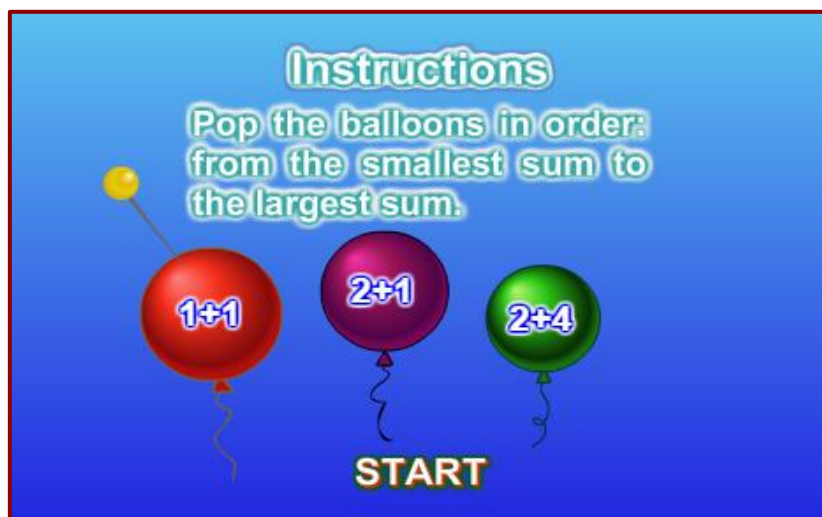 Instructions
Pop the balloons in order:
from the smallest sum to
the largest sum.
1+1
2+1
2+4
START